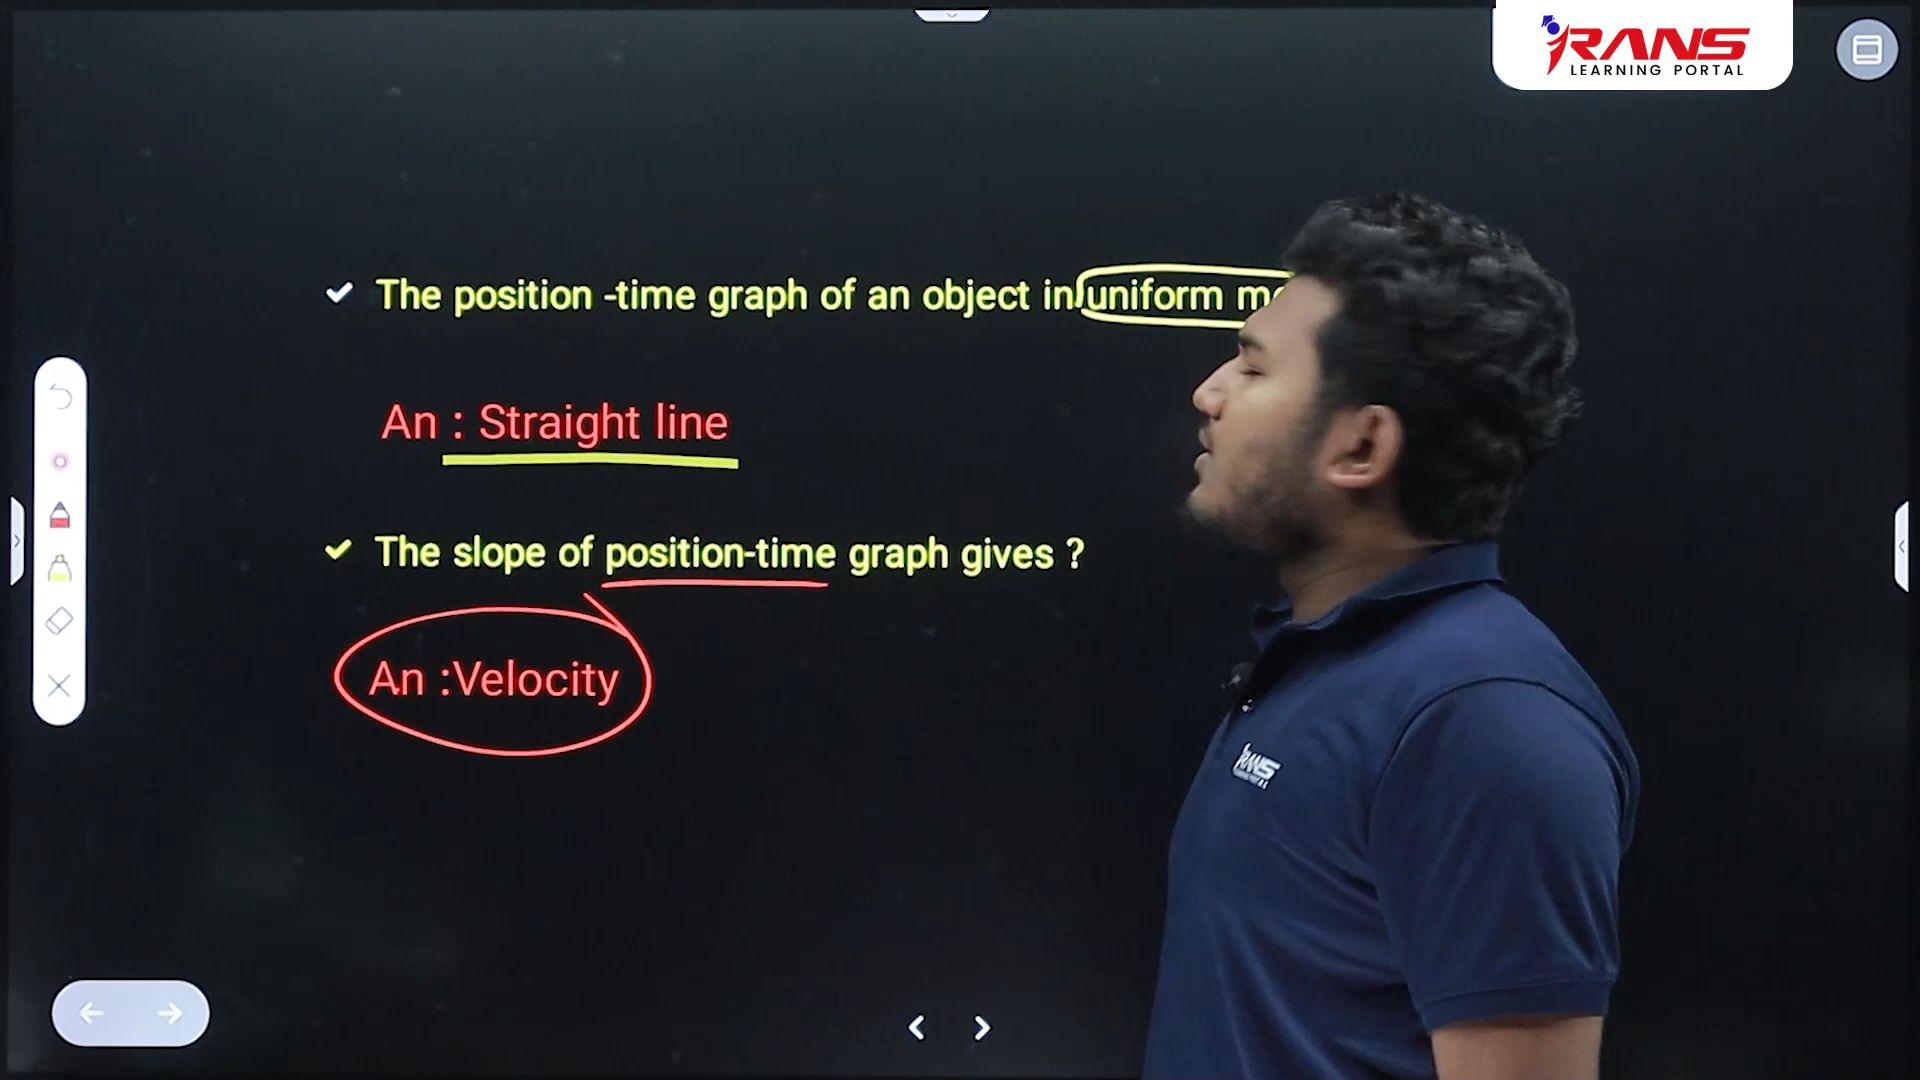 RANS
LEARNING PORTAL
The position -time graph of an object in uniform
An : Straight line
The slope of position-time graph gives ?
An :Velocity
RANS